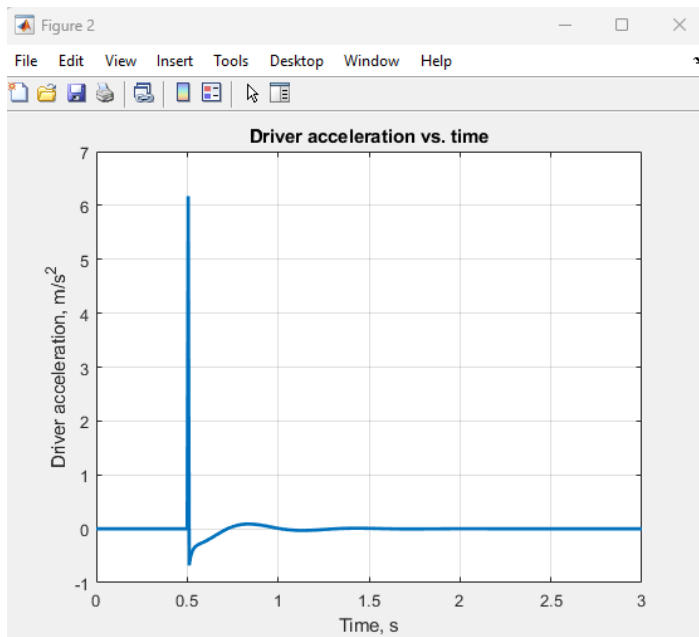 Figure 2
File Edit View Insert Tools Desktop Window Help
Driver acceleration vs. time
7
6
5
4
3
2
1
0
-1
Driver acceleration, m/s²
0 0.5 1 1.5 2 2.5 3
Time, s